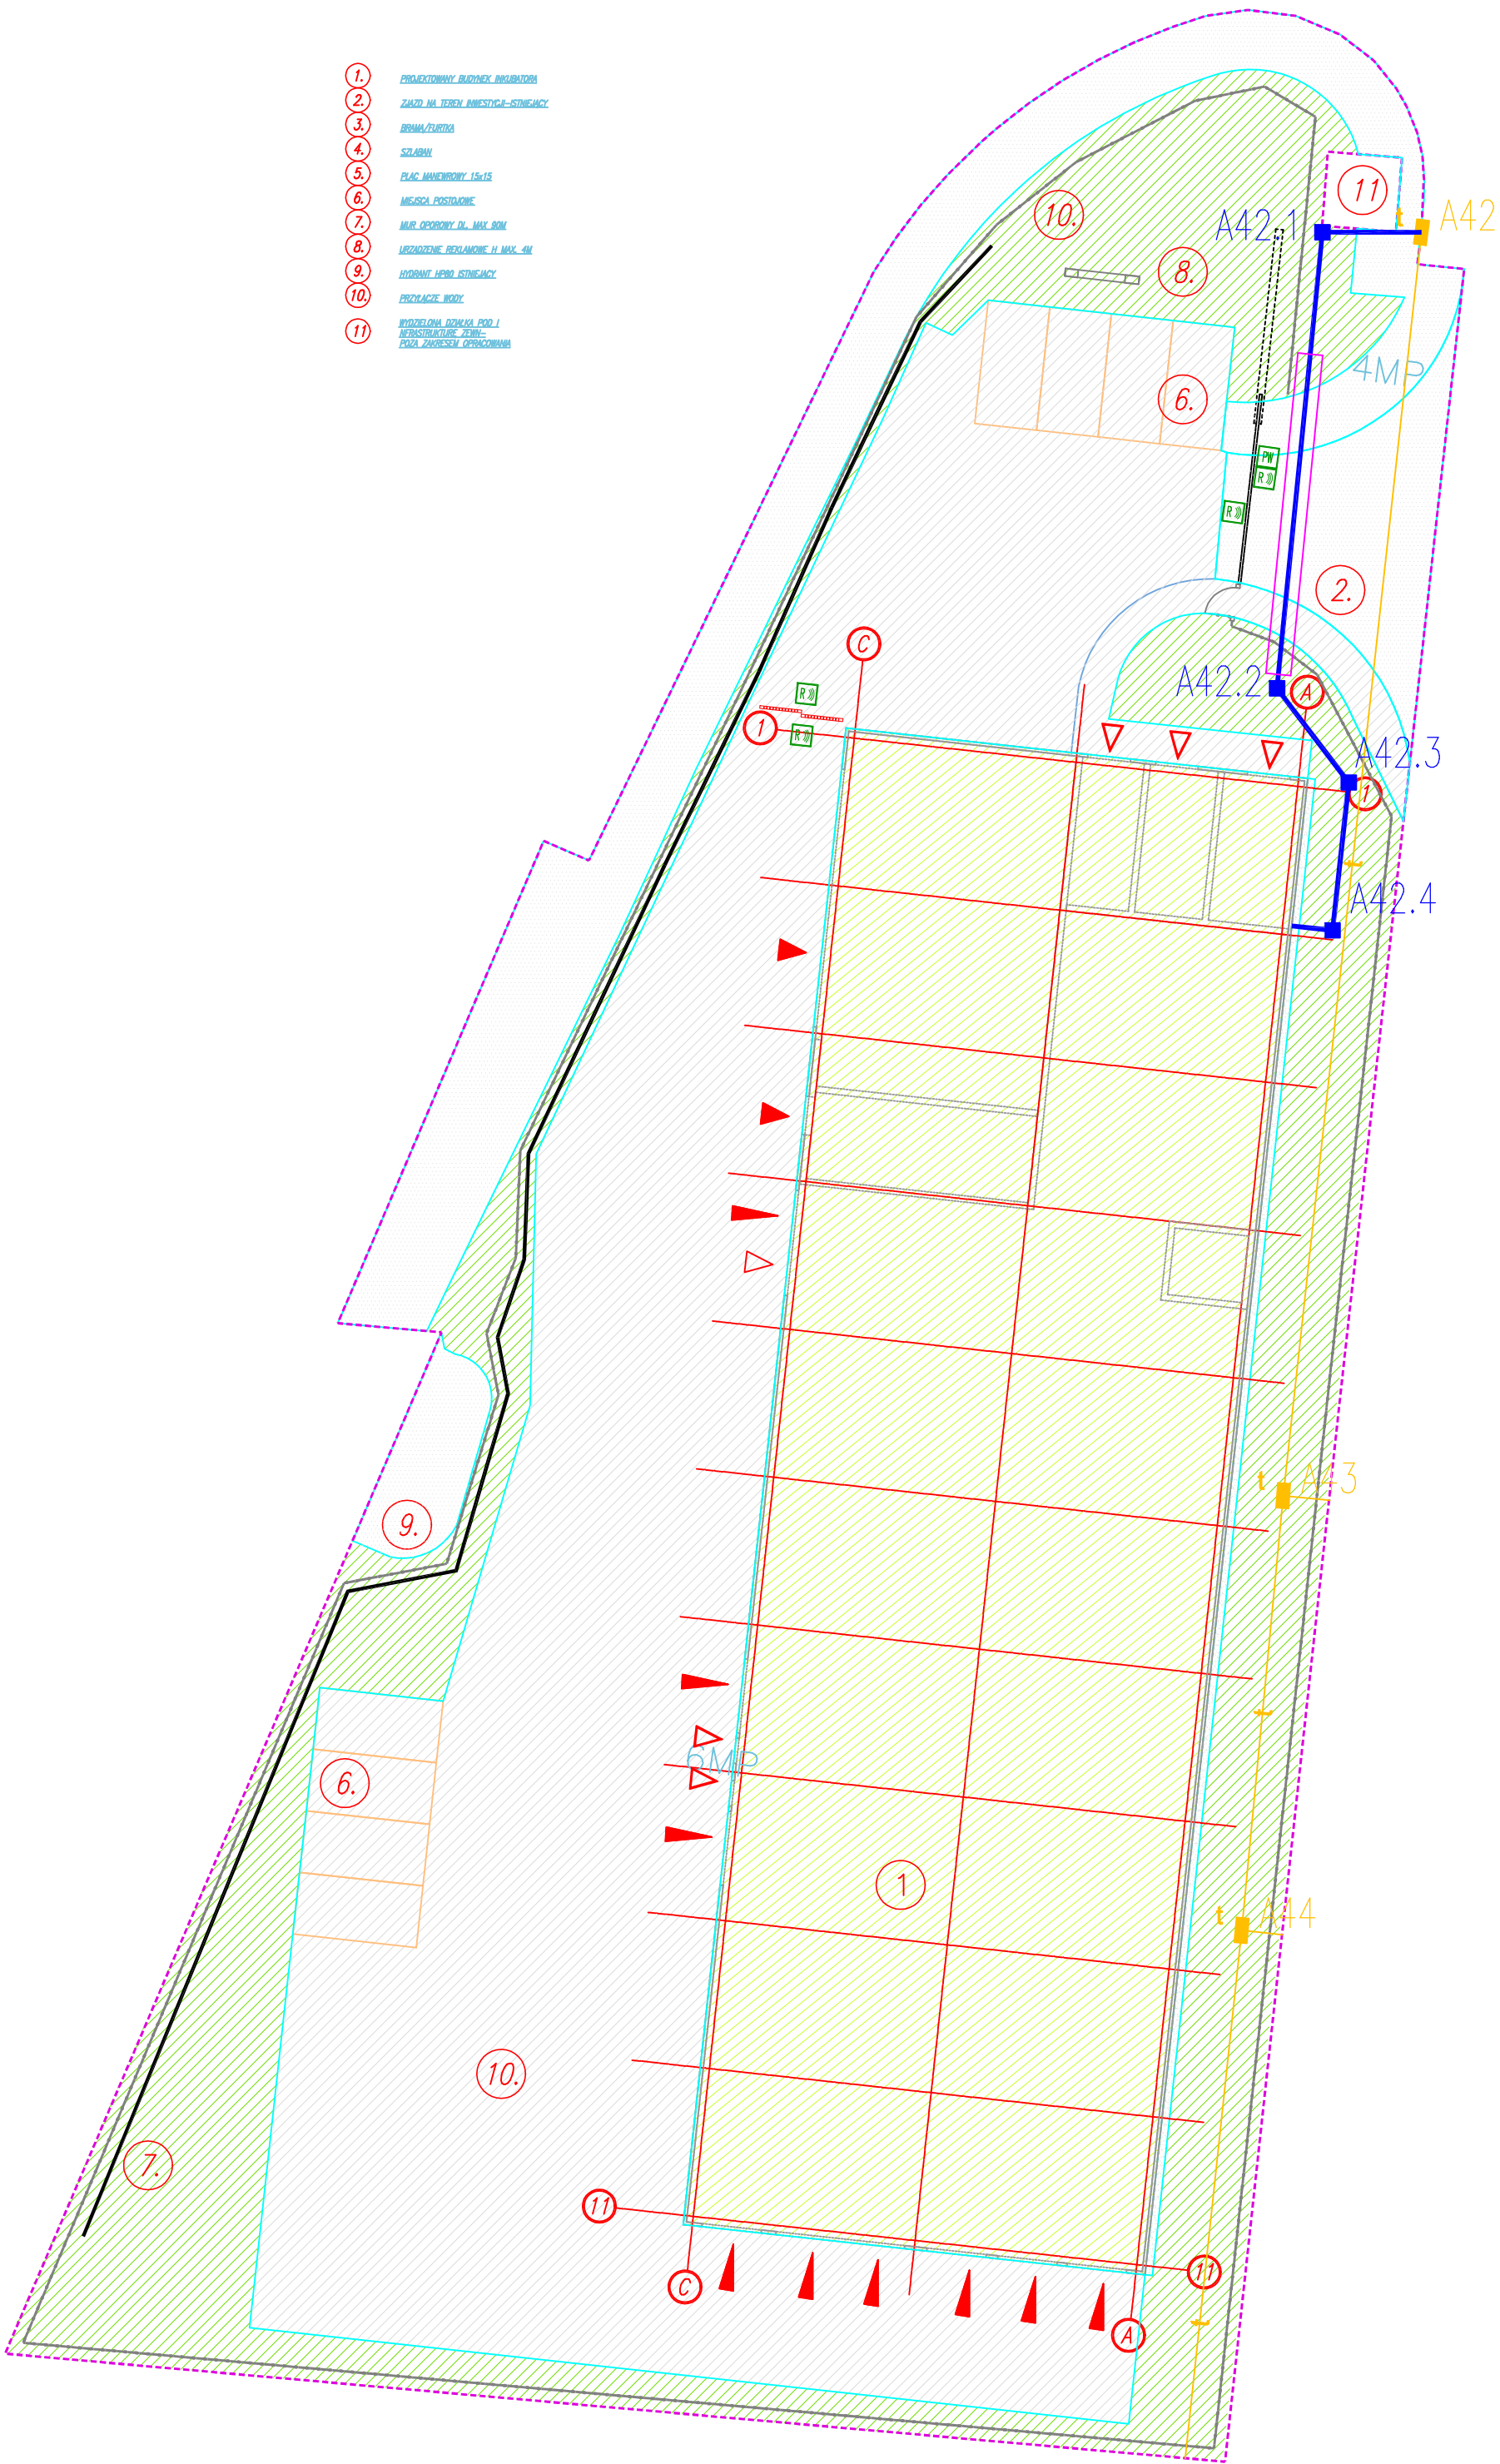 1. PROJEKTOWANY BUDYNEK INKUBATORA
2. ZJAZD NA TEREN INWESTYCJI-ISTNIEJĄCY
3. BRAMA/FURTKA
4. SZLABAN
5. PLAC MANEWROWY 15x15
6. MIEJSCA POSTOJOWE
7. MUR OPOROWY DŁ. MAX 90M
8. URZĄDZENIE REKLAMOWE H MAX. 4M
9. HYDRANT HP80 ISTNIEJĄCY
10. PRZYŁĄCZE WODY
11 WYDZIELONA DZIAŁKA POD I
NFRASTRUKTURĘ ZEWN-
POZA ZAKRESEM OPRACOWANIA
11
10.
t
A42
A42.1
8.
4MP
6.
PW
R
R
2.
C
A42.2
A
R
1
R
A42.3
1
t
A42.4
t
A43
9.
t
6MP
6.
1
t
A44
10.
7.
11
11
C
t
A